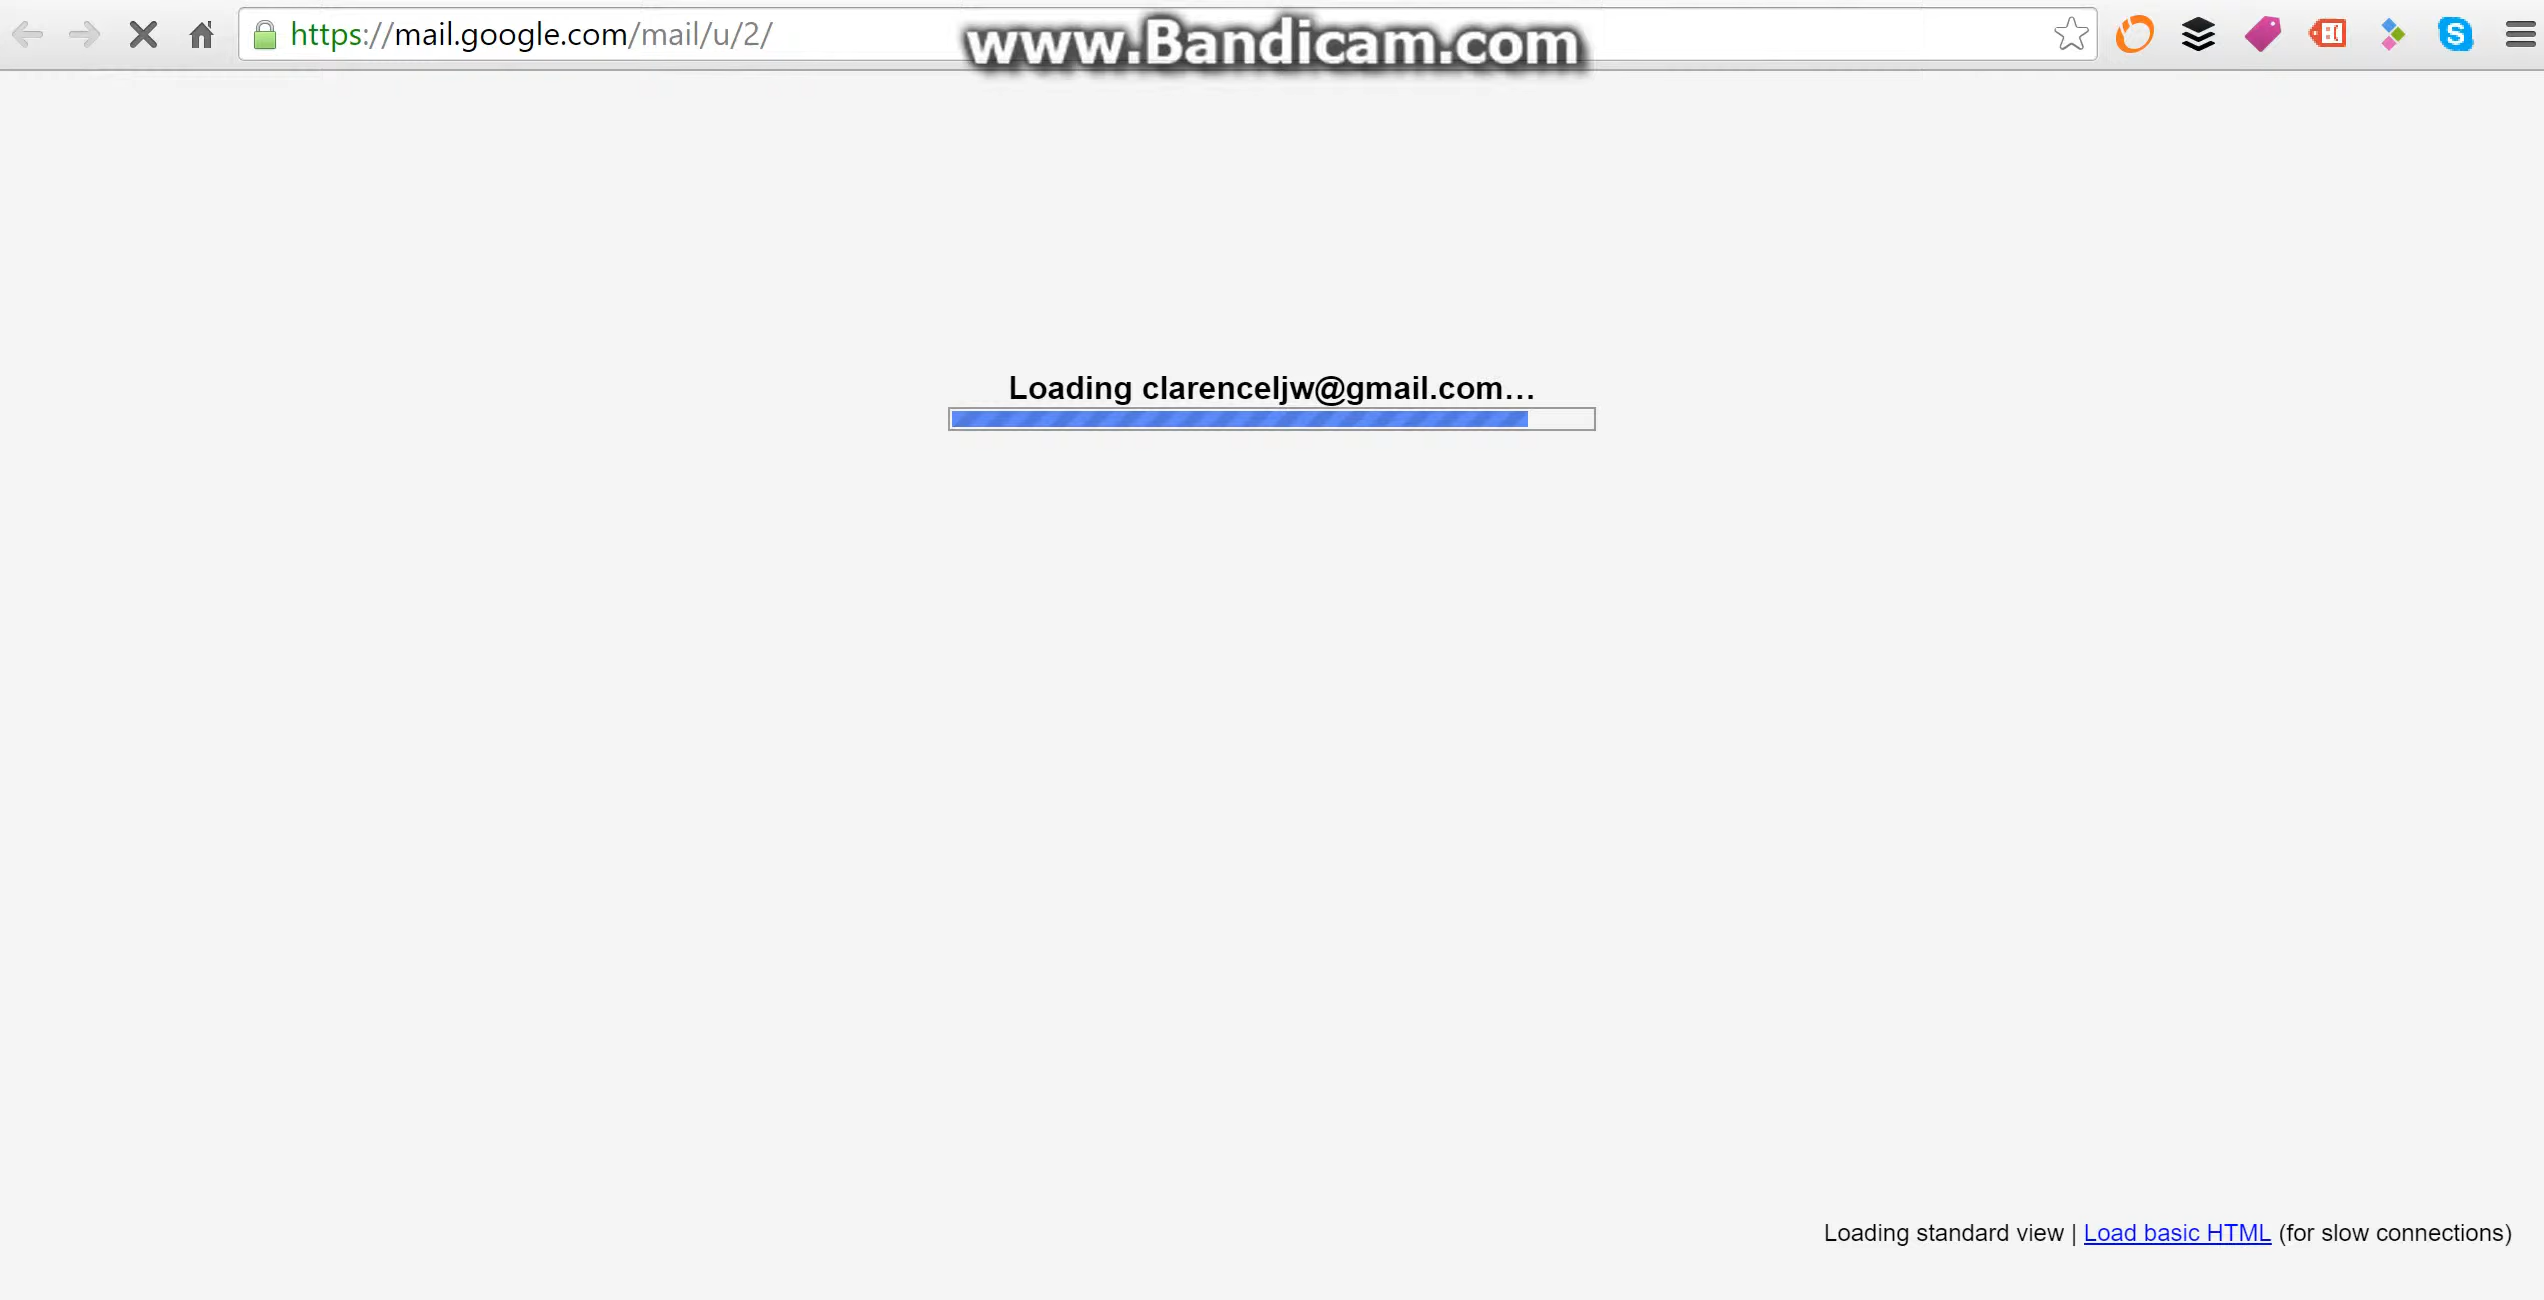 https://mail.google.com/mail/u/2/
www.Bandicam.com
Loading clarenceljw@gmail.com...
Loading standard view | Load basic HTML (for slow connections)